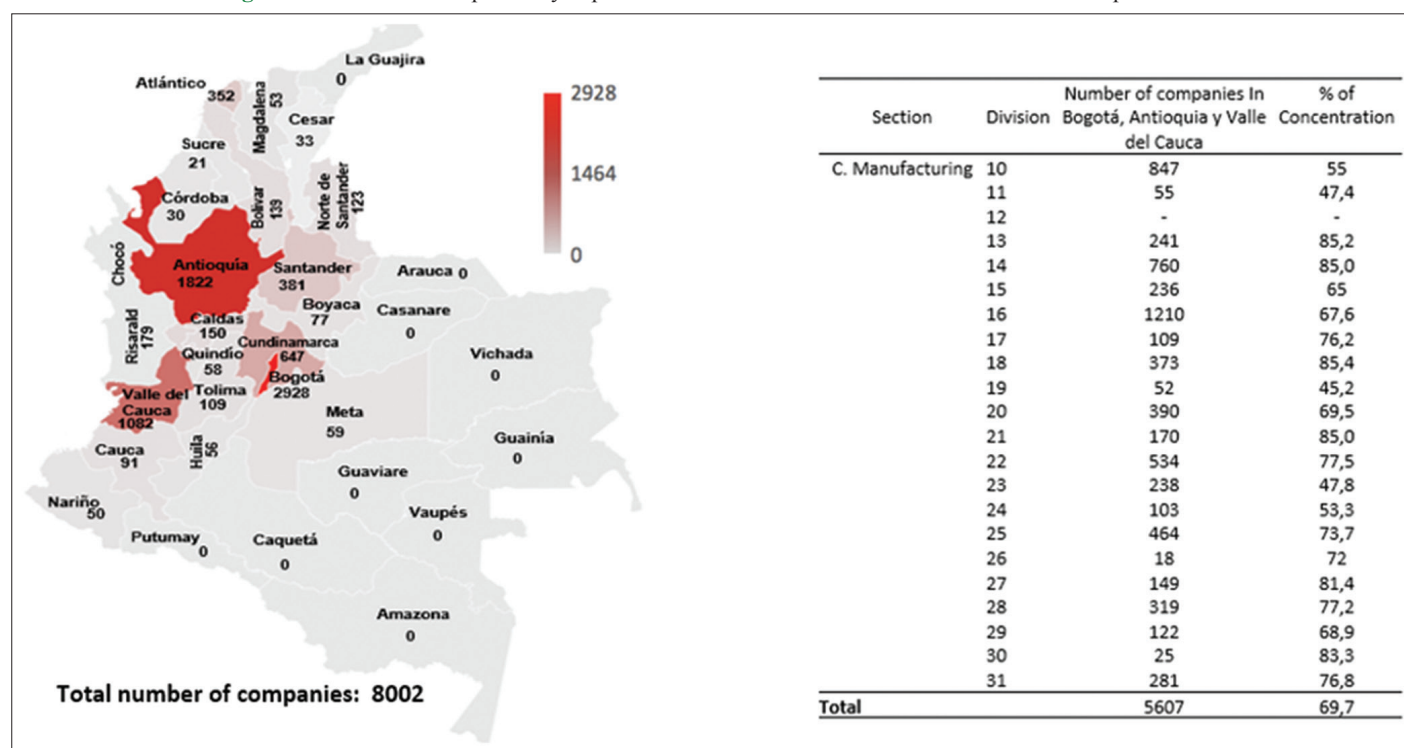 La Guajira
0
Atlántico
352
Magdalena
53
Cesar
33
2928
1464
0
Sucre
21
Córdoba
30
Bolivar
139
Norte de
Santander
123
Chocó
Antioquía
1822
Santander
381
Arauca 0
Boyaca
77
Casanare
0
Caldas
150
Risarald
179
Cundinamarca
647
Quindío
58
Vichada
0
Bogotá
2928
Valle del
Cauca
1082
Tolima
109
Meta
59
Guainía
0
Cauca
91
Huila
56
Guaviare
0
Nariño
50
Vaupés
0
Putumay
0
Caquetá
0
Amazona
0
Total number of companies: 8002
Section Division Number of companies In Bogotá, Antioquia y Valle del Cauca % of Concentration
C. Manufacturing 10 847 55
11 55 47,4
12 - -
13 241 85,2
14 760 85,0
15 236 65
16 1210 67,6
17 109 76,2
18 373 85,4
19 52 45,2
20 390 69,5
21 170 85,0
22 534 77,5
23 238 47,8
24 103 53,3
25 464 73,7
26 18 72
27 149 81,4
28 319 77,2
29 122 68,9
30 25 83,3
31 281 76,8
Total 5607 69,7